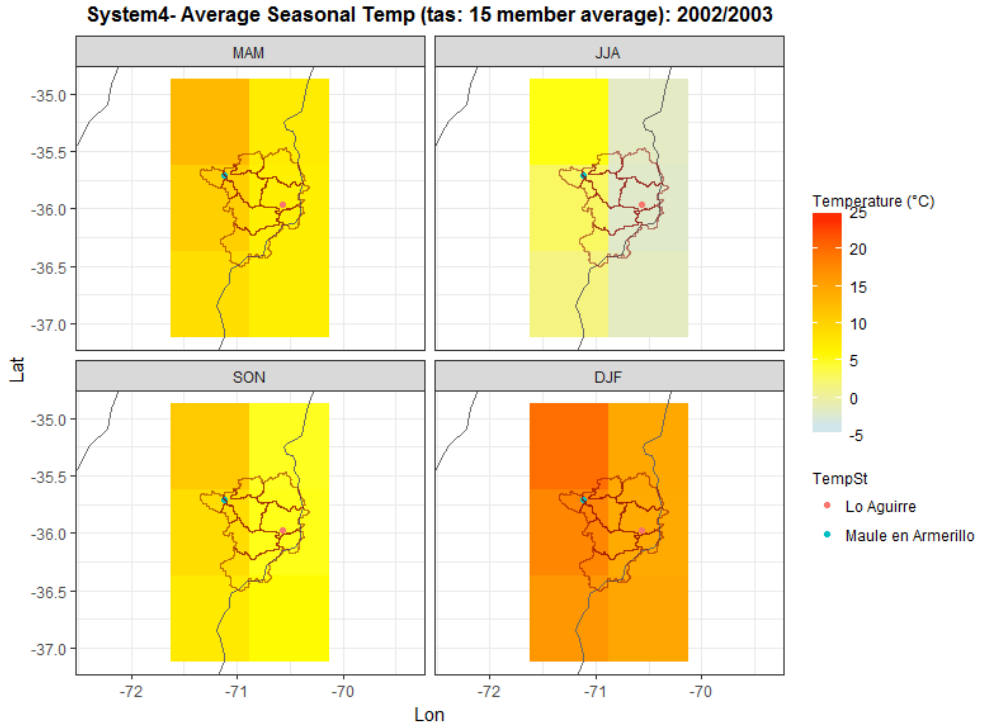 System4- Average Seasonal Temp (tas: 15 member average): 2002/2003
MAM
JJA
-35.0
-35.5
-36.0
-36.5
-37.0
SON
DJF
-35.0
-35.5
-36.0
-36.5
-37.0
-72
-71
-70
-72
-71
-70
Lat
Lon
Temperature (°C)
25
20
15
10
5
0
-5
TempSt
Lo Aguirre
Maule en Armerillo